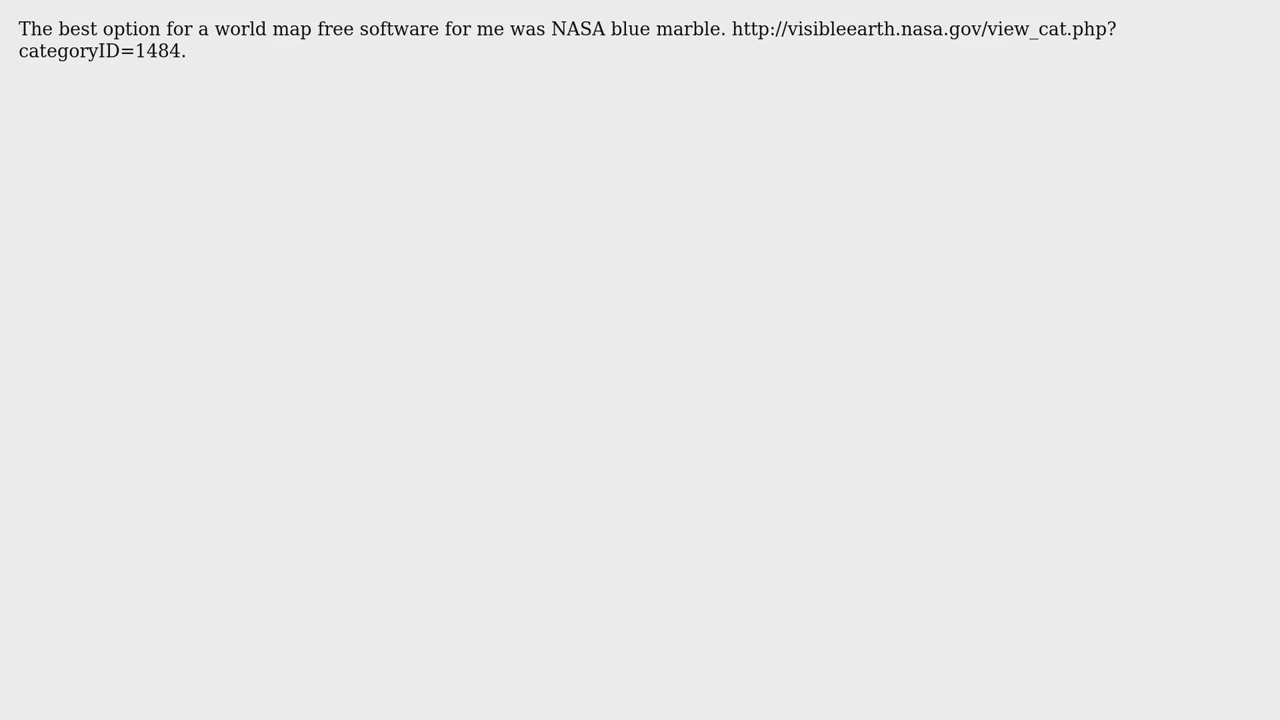 The best option for a world map free software for me was NASA blue marble. http://visibleearth.nasa.gov/view_cat.php?
categoryID=1484.